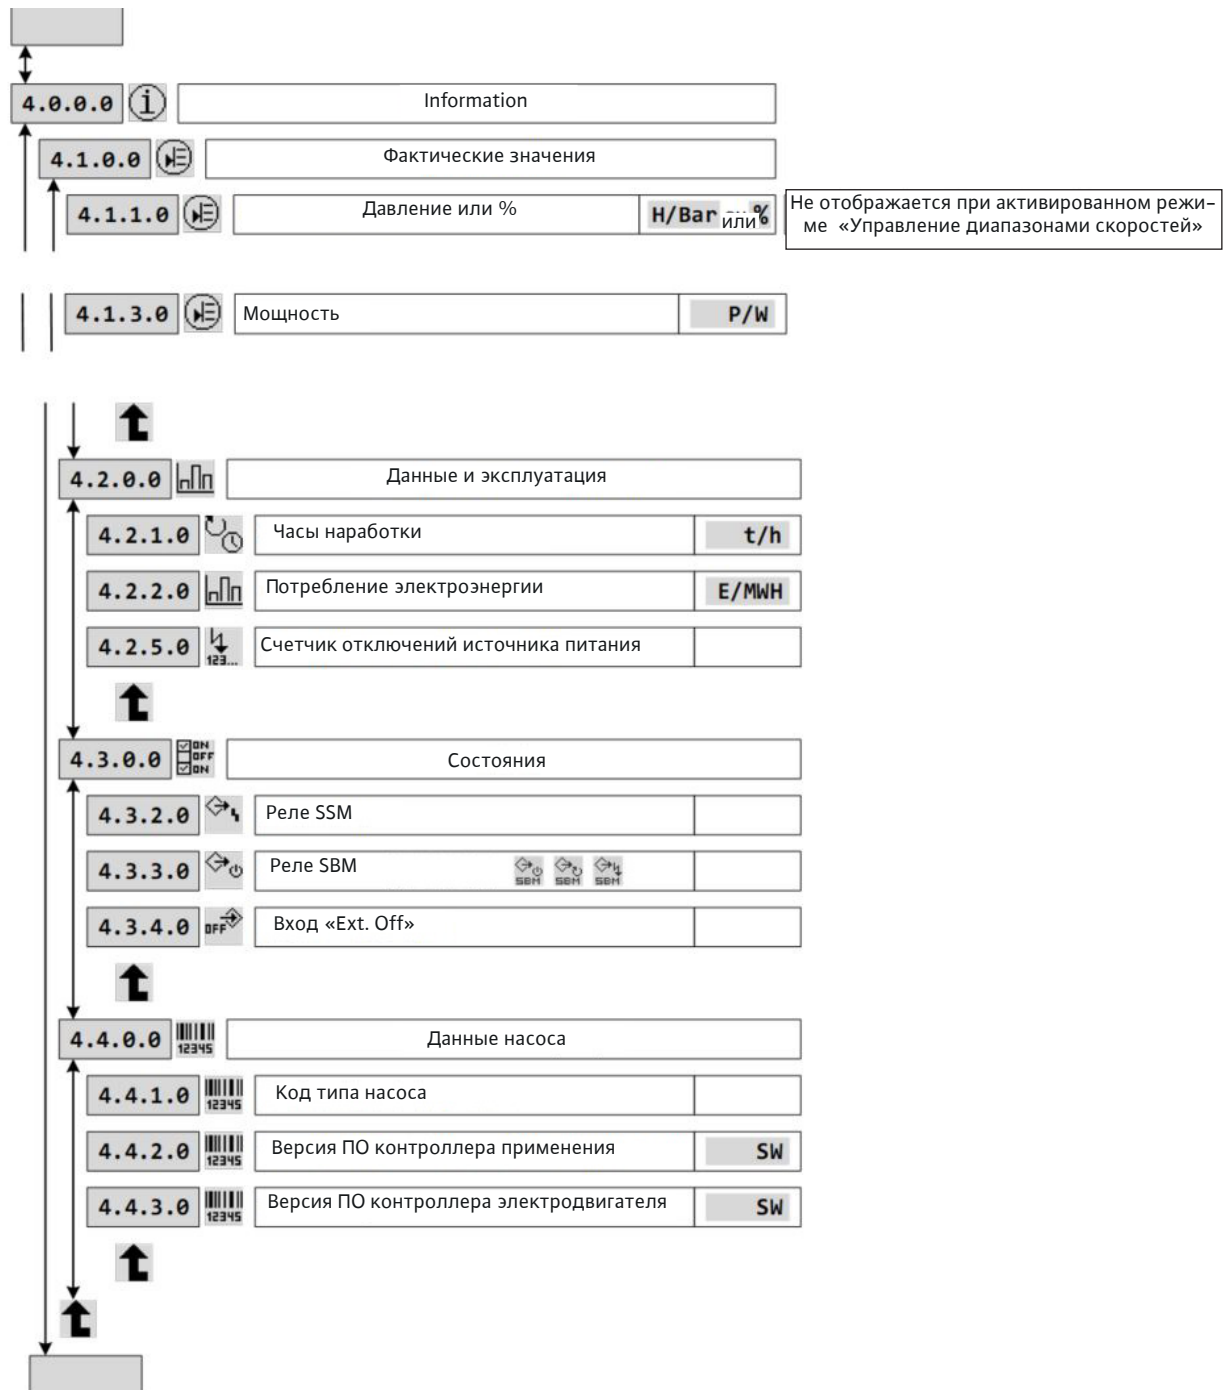 4.0.0.0 Information
4.1.0.0 Фактические значения
4.1.1.0 Давление или % H/Bar или %
Не отображается при активированном режи-
ме «Управление диапазонами скоростей»
4.1.3.0 Мощность P/W
4.2.0.0 Данные и эксплуатация
4.2.1.0 Часы наработки t/h
4.2.2.0 Потребление электроэнергии E/MWH
4.2.5.0 123... Счетчик отключений источника питания
4.3.0.0 ON OFF ON Состояния
4.3.2.0 Реле SSM
4.3.3.0 Реле SBM SBM SBM SBM
4.3.4.0 OFF Вход «Ext. Off»
4.4.0.0 12345 Данные насоса
4.4.1.0 12345 Код типа насоса
4.4.2.0 12345 Версия ПО контроллера применения SW
4.4.3.0 12345 Версия ПО контроллера электродвигателя SW